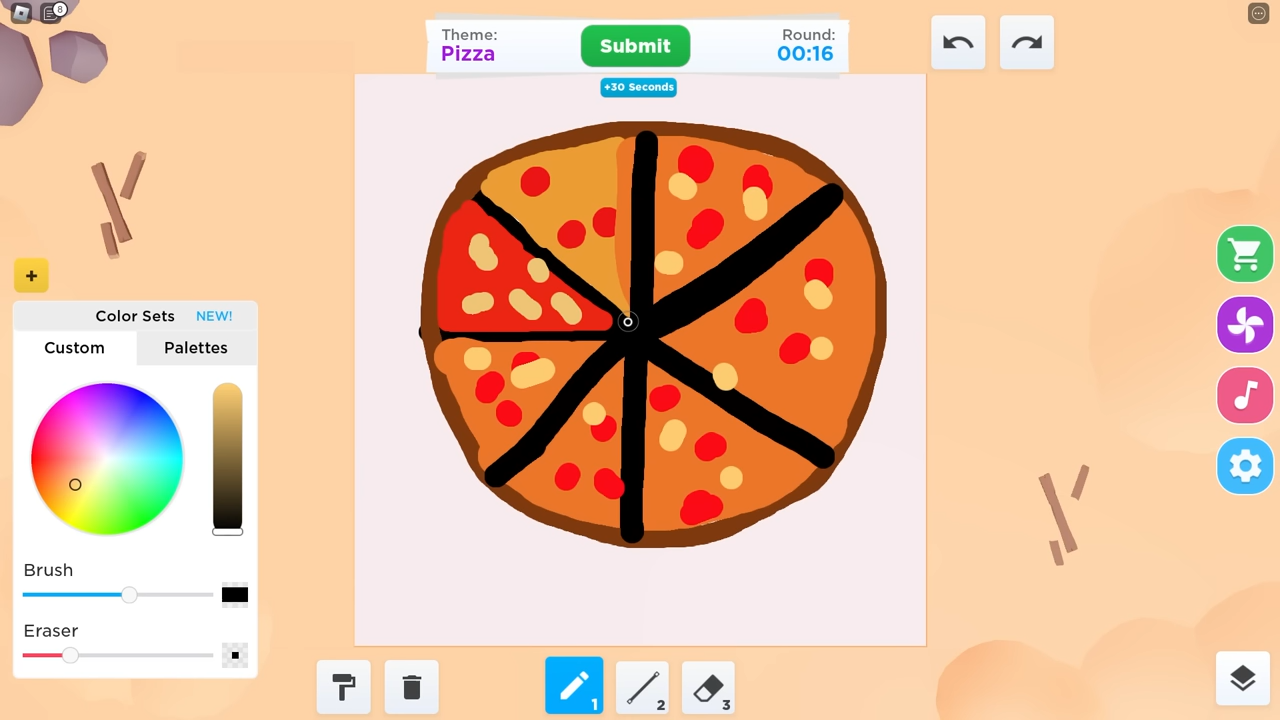 8
Theme:
Pizza
Submit
Round:
00:16
+30 Seconds
+
Color Sets NEW!
Custom
Palettes
Brush
Eraser
1
2
3